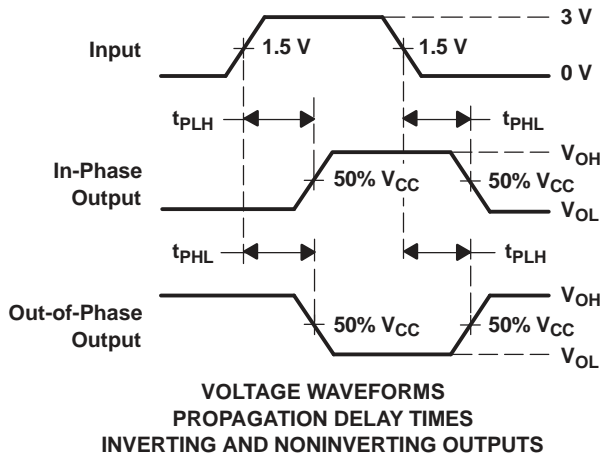 3 V
Input
1.5 V
1.5 V
0 V
tPLH
tPHL
VOH
In-Phase
Output
50% VCC
50% VCC
VOL
tPHL
tPLH
VOH
Out-of-Phase
Output
50% VCC
50% VCC
VOL
VOLTAGE WAVEFORMS
PROPAGATION DELAY TIMES
INVERTING AND NONINVERTING OUTPUTS